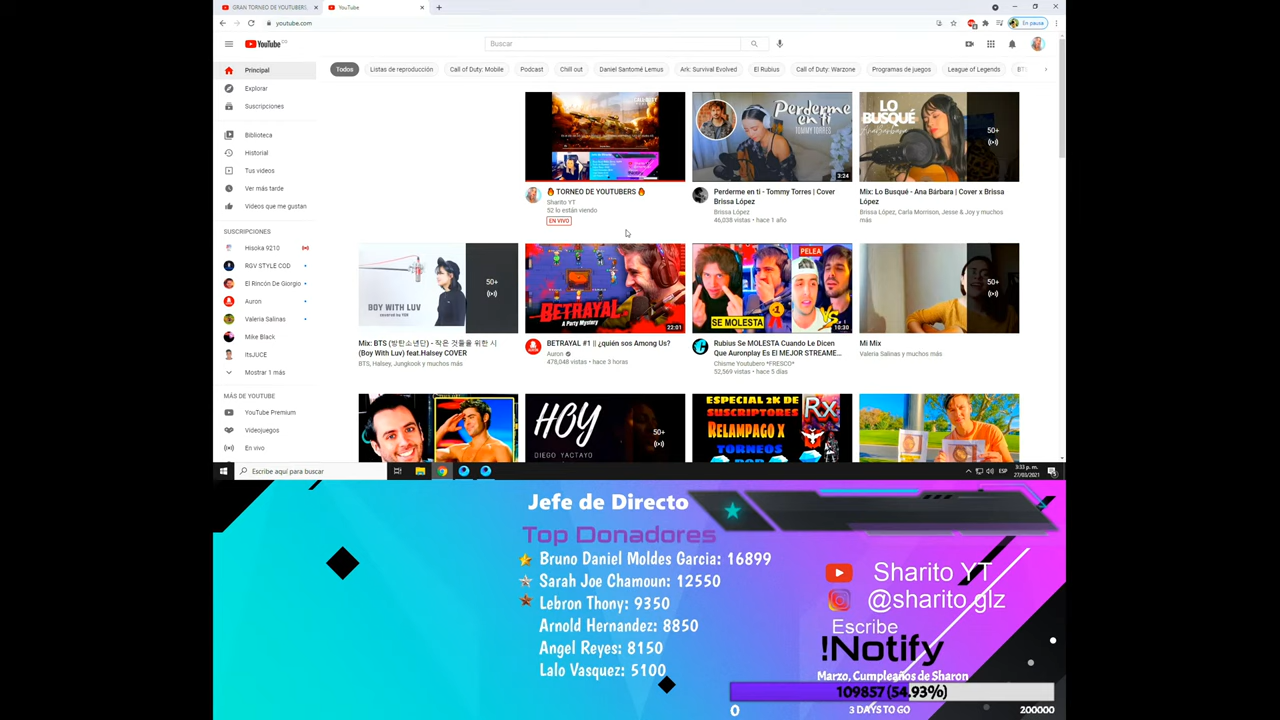 GRAN TORNEO DE YOUTUBERS
YouTube
youtube.com
En pausa
YouTube CO
Buscar
Principal
Explorar
Suscripciones
Biblioteca
Historial
Tus videos
Ver más tarde
Videos que me gustan
SUSCRIPCIONES
Hisoka 9210
RGV STYLE COD
El Rincón De Giorgio
Auron
Valeria Salinas
Mike Black
ItsJUCE
Mostrar 1 más
MÁS DE YOUTUBE
YouTube Premium
Videojuegos
En vivo
Todos
Listas de reproducción
Call of Duty: Mobile
Podcast
Chill out
Daniel Santomé Lemus
Ark: Survival Evolved
El Rubius
Call of Duty: Warzone
Programas de juegos
League of Legends
BTS
🔥 TORNEO DE YOUTUBERS 🔥
Sharito YT
52 lo están viendo
EN VIVO
Perderme
en ti
TOMMY TORRES
3:24
Perderme en ti - Tommy Torres | Cover
Brissa López
Brissa López
46,038 vistas • hace 1 año
LO
BUSQUÉ
Ana Bárbara
50+
Mix: Lo Busqué - Ana Bárbara | Cover x Brissa
López
Brissa López, Carla Morrison, Jesse & Joy y muchos
más
BOY WITH LUV
50+
Mix: BTS (방탄소년단) - 작은 것들을 위한 시
(Boy With Luv) feat.Halsey COVER
BTS, Halsey, Jungkook y muchos más
BETRAYAL
A Party Mystery
22:01
BETRAYAL #1 || ¿quién sos Among Us?
Auron
478,048 vistas • hace 3 horas
PELEA
SE MOLESTA
1
VS
10:30
Rubius Se MOLESTA Cuando Le Dicen
Que Auronplay Es El MEJOR STREAME...
Chisme Youtubero *FRESCO*
52,569 vistas • hace 5 días
50+
Mi Mix
Valeria Salinas y muchos más
HOY
DIEGO YACTAYO
50+
ESPECIAL 2K DE
SUSCRIPTORES
RELAMPAGO X
TORNEOS
RX
Escribe aquí para buscar
ESP
3:33 p. m.
27/03/2021
Jefe de Directo
Top Donadores
Bruno Daniel Moldes Garcia: 16899
Sarah Joe Chamoun: 12550
Lebron Thony: 9350
Arnold Hernandez: 8850
Angel Reyes: 8150
Lalo Vasquez: 5100
Sharito YT
@sharito.glz
Escribe
!Notify
Marzo, Cumpleaños de Sharon
109857 (54.93%)
0
3 DAYS TO GO
200000